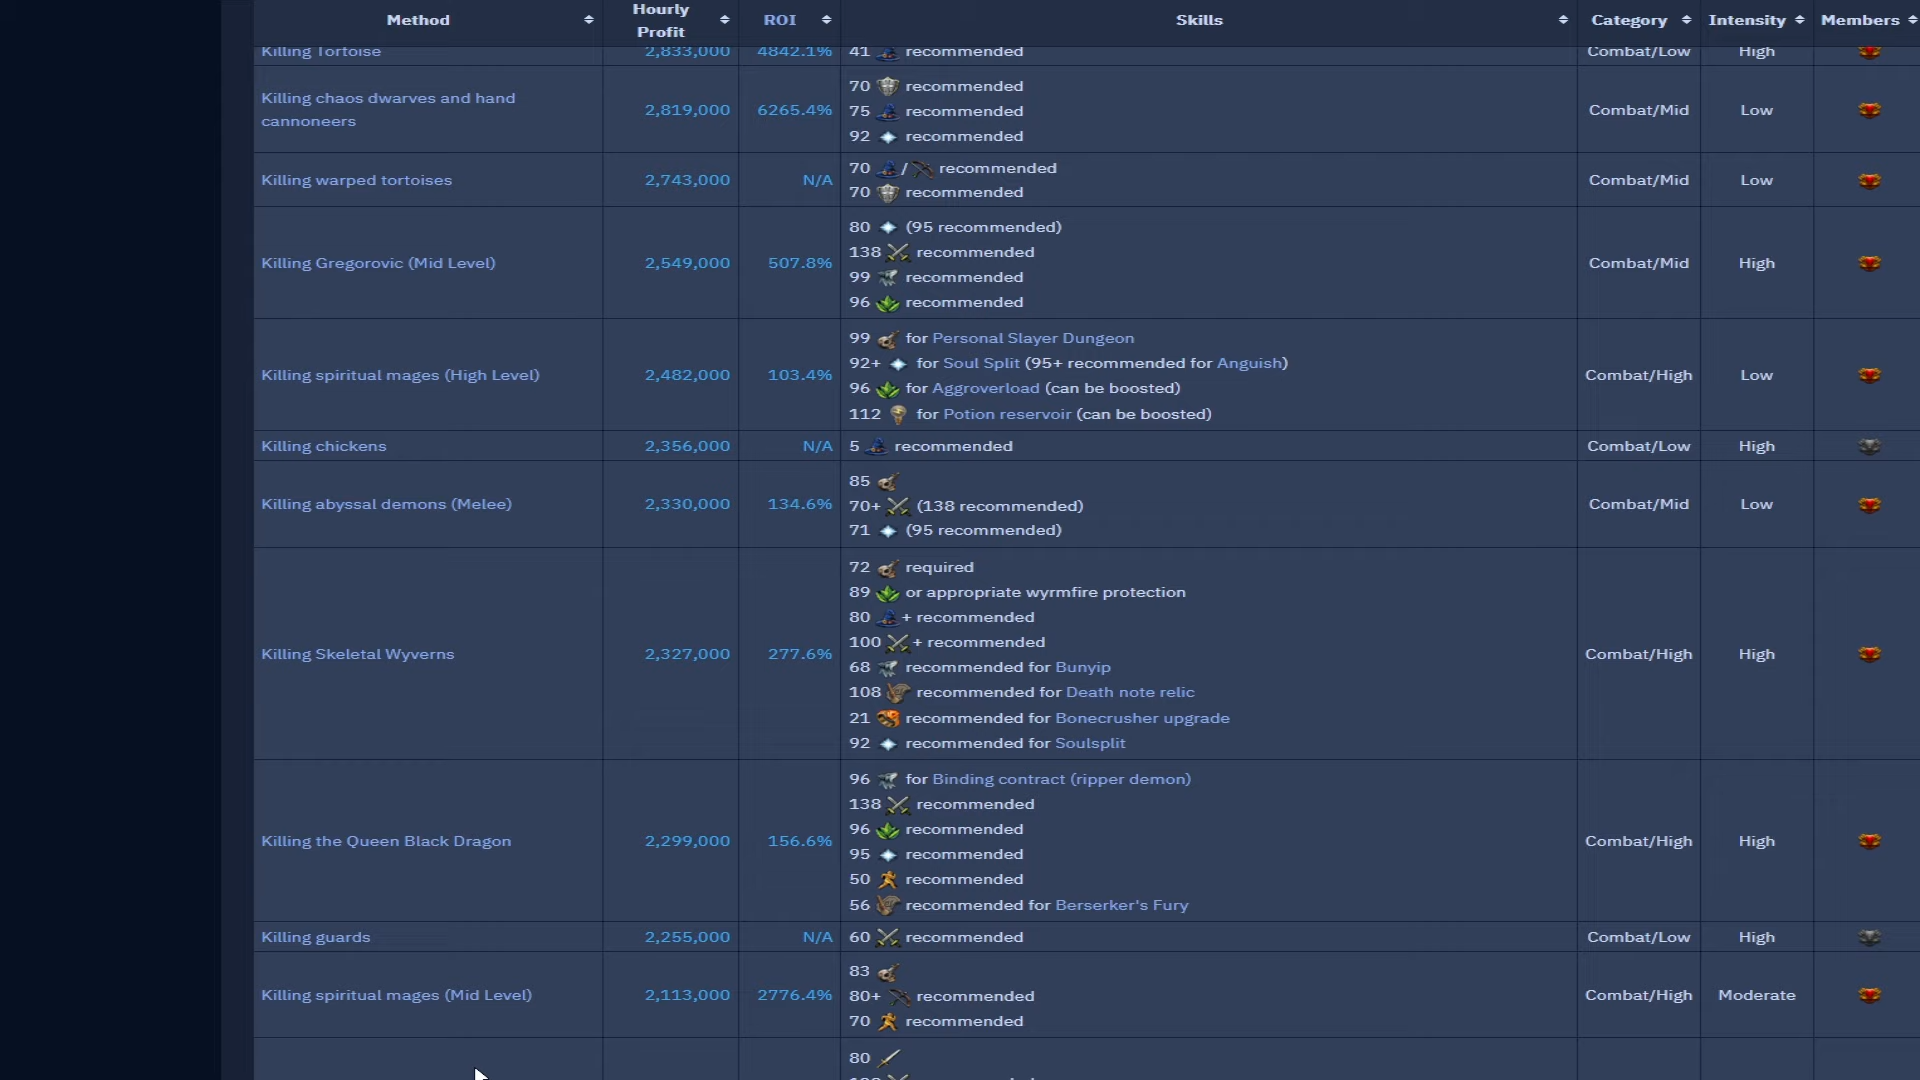 Method Hourly Profit ROI Skills Category Intensity Members
Killing Tortoise 2,833,000 4842.1% 41 recommended Combat/Low High
Killing chaos dwarves and hand cannoneers 2,819,000 6265.4% 70 recommended Combat/Mid Low
75 recommended
92 recommended
Killing warped tortoises 2,743,000 N/A 70 / recommended Combat/Mid Low
70 recommended
Killing Gregorovic (Mid Level) 2,549,000 507.8% 80 (95 recommended) Combat/Mid High
138 recommended
99 recommended
96 recommended
Killing spiritual mages (High Level) 2,482,000 103.4% 99 for Personal Slayer Dungeon Combat/High Low
92+ for Soul Split (95+ recommended for Anguish)
96 for Aggroverload (can be boosted)
112 for Potion reservoir (can be boosted)
Killing chickens 2,356,000 N/A 5 recommended Combat/Low High
Killing abyssal demons (Melee) 2,330,000 134.6% 85 Combat/Mid Low
70+ (138 recommended)
71 (95 recommended)
Killing Skeletal Wyverns 2,327,000 277.6% 72 required Combat/High High
89 or appropriate wyrmfire protection
80 + recommended
100 + recommended
68 recommended for Bunyip
108 recommended for Death note relic
21 recommended for Bonecrusher upgrade
92 recommended for Soulsplit
Killing the Queen Black Dragon 2,299,000 156.6% 96 for Binding contract (ripper demon) Combat/High High
138 recommended
96 recommended
95 recommended
50 recommended
56 recommended for Berserker's Fury
Killing guards 2,255,000 N/A 60 recommended Combat/Low High
Killing spiritual mages (Mid Level) 2,113,000 2776.4% 83 Combat/High Moderate
80+ recommended
70 recommended
80